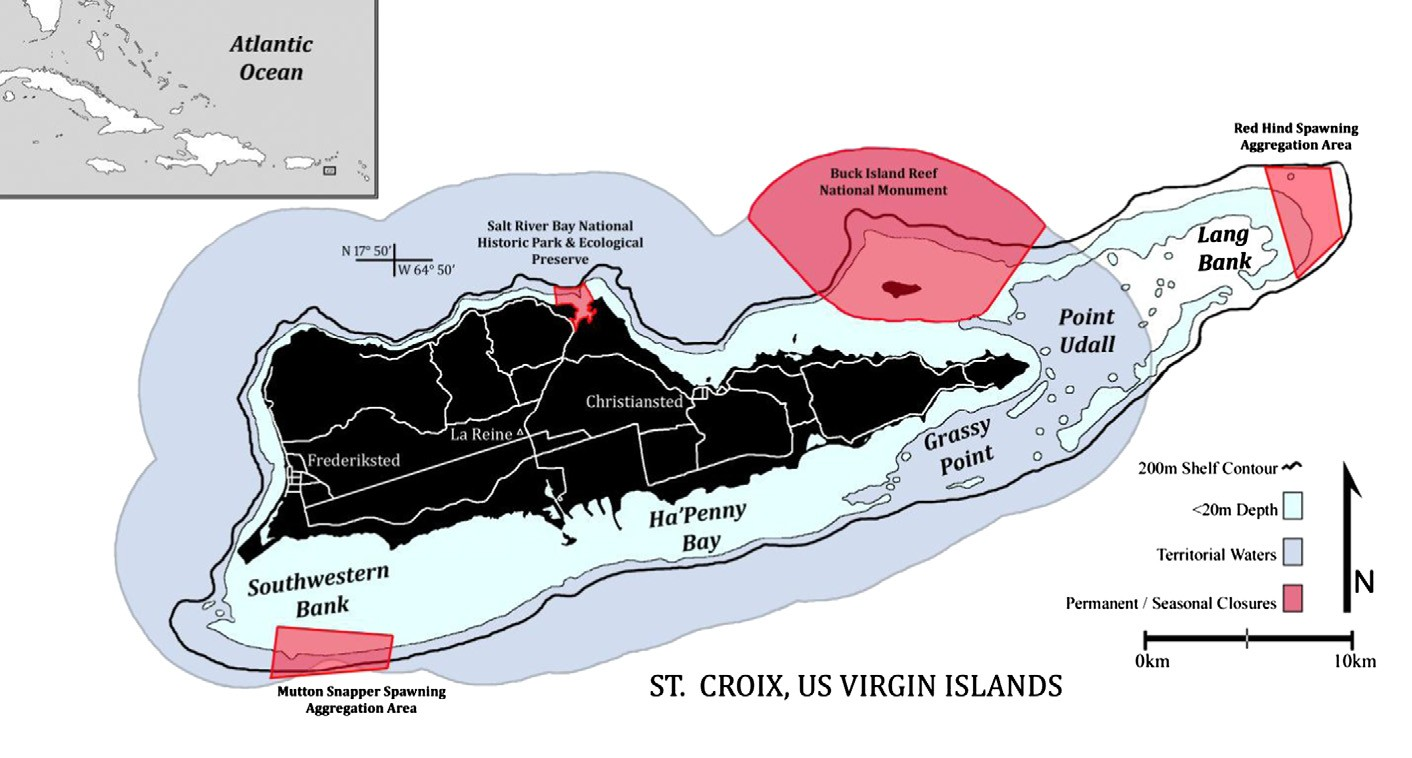 Atlantic
Ocean
Red Hind Spawning
Aggregation Area
Buck Island Reef
National Monument
Salt River Bay National
Historic Park & Ecological
Preserve
N 17° 50'
W 64° 50'
Lang
Bank
Point
Udall
Christiansted
La Reine
Grassy
Point
Frederiksted
Ha'Penny
Bay
Southwestern
Bank
Mutton Snapper Spawning
Aggregation Area
200m Shelf Contour
<20m Depth
Territorial Waters
Permanent / Seasonal Closures
N
0km
10km
ST. CROIX, US VIRGIN ISLANDS